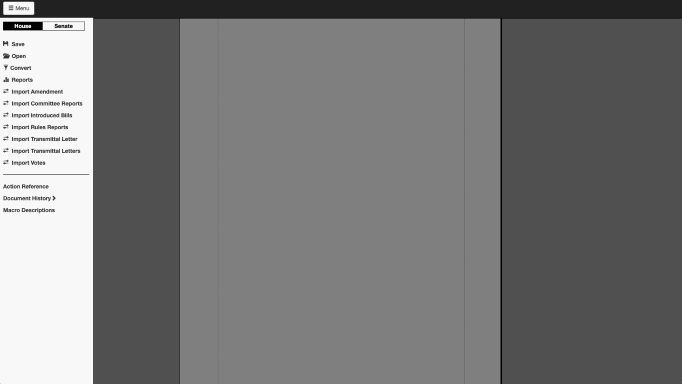 Menu
House Senate
Save
Open
Convert
Reports
Import Amendment
Import Committee Reports
Import Introduced Bills
Import Rules Reports
Import Transmittal Letter
Import Transmittal Letters
Import Votes
Action Reference
Document History
Macro Descriptions